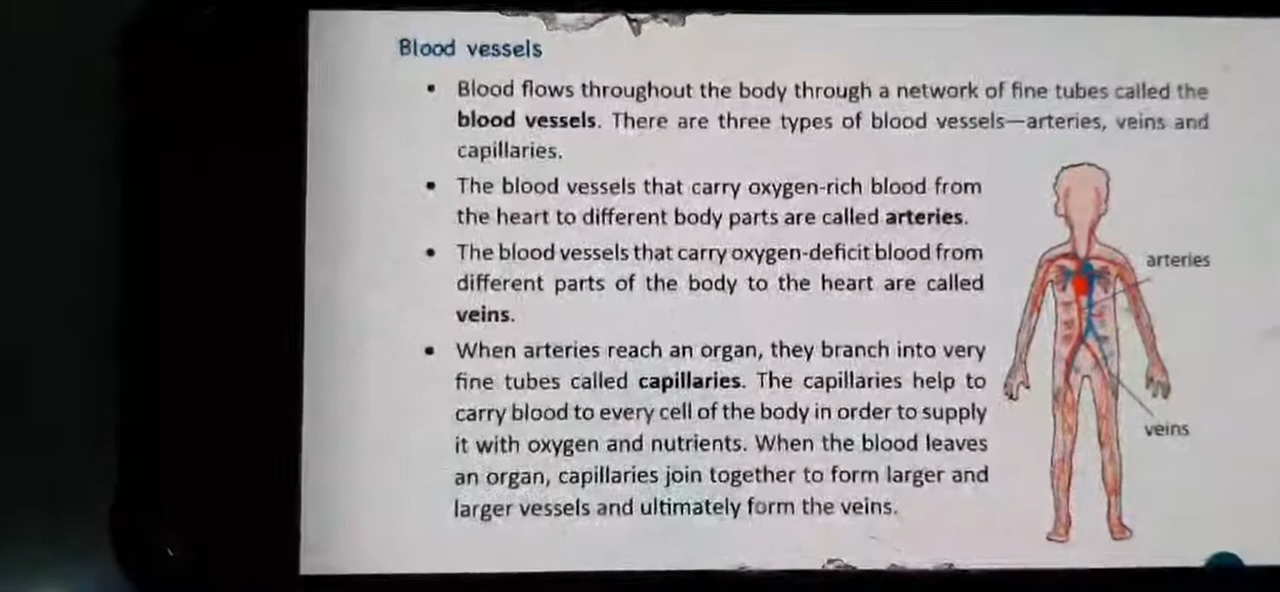 Blood vessels
• Blood flows throughout the body through a network of fine tubes called the
blood vessels. There are three types of blood vessels—arteries, veins and
capillaries.
• The blood vessels that carry oxygen-rich blood from
the heart to different body parts are called arteries.
• The blood vessels that carry oxygen-deficit blood from
different parts of the body to the heart are called
veins.
• When arteries reach an organ, they branch into very
fine tubes called capillaries. The capillaries help to
carry blood to every cell of the body in order to supply
it with oxygen and nutrients. When the blood leaves
an organ, capillaries join together to form larger and
larger vessels and ultimately form the veins.
arteries
veins